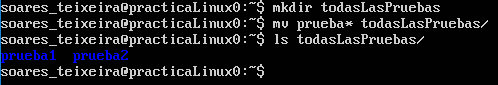 soares_teixeira@practicaLinux0:~$ mkdir todasLasPruebas
soares_teixeira@practicaLinux0:~$ mv prueba* todasLasPruebas/
soares_teixeira@practicaLinux0:~$ ls todasLasPruebas/
prueba1  prueba2
soares_teixeira@practicaLinux0:~$